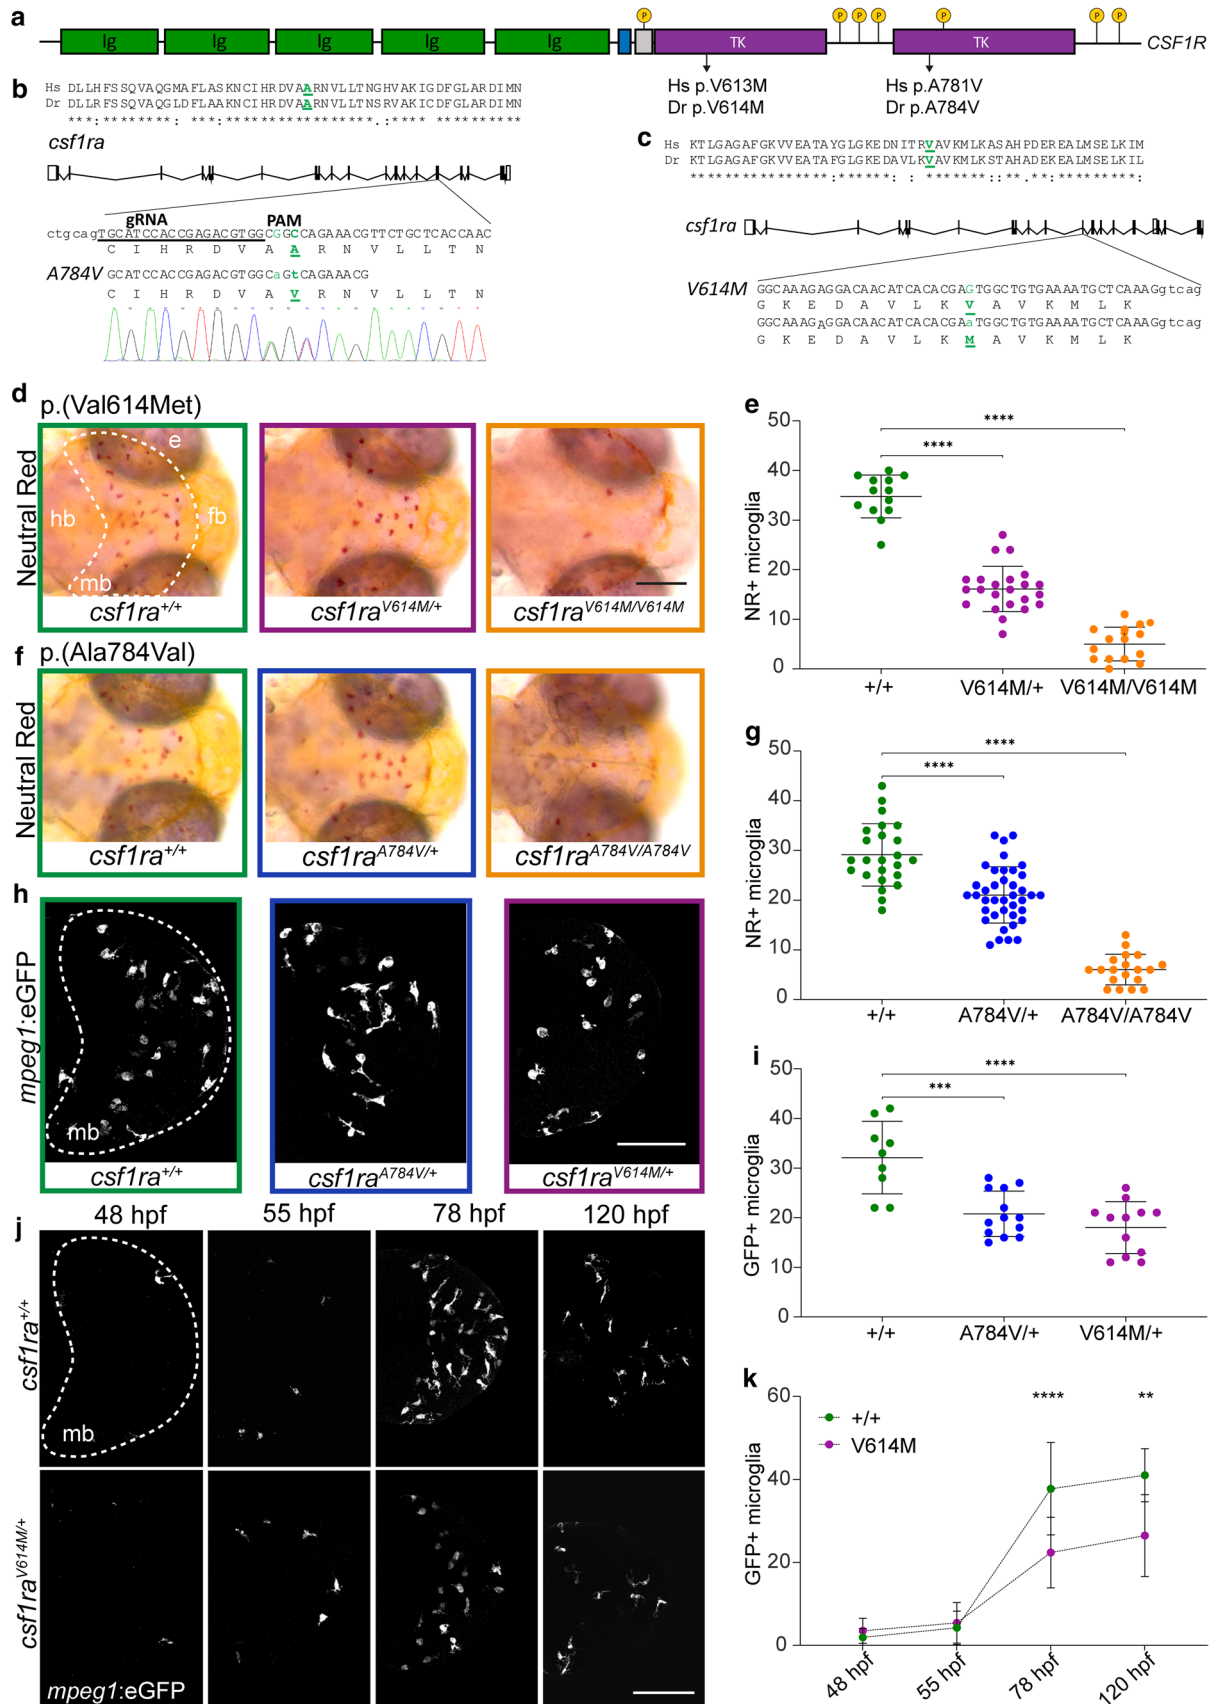 a
Ig Ig Ig Ig Ig P TK P P P P TK P P CSF1R
Hs p.V613M
Dr p.V614M
Hs p.A781V
Dr p.A784V
b
Hs DLLHFSSQVAQGMAFLASKNCIHRDVAARNVLLTNGHVAKIGDFGLARDIMN
Dr DLLRFSSQVAQGLDFLAAKNCIHRDVAARNVLLTNSRVAKIGDFGLARDIMN
csf1ra
gRNA PAM
ctgcagTGCATCCACCGAGACGTGGCGGCCAGAAACGTTCTGCTCACCAAC
C I H R D V A A R N V L L T N
A784V GCATCCACCGAGACGTGGCaGtCAGAAACG
C I H R D V A V R N V L L T N
c
Hs KTLGAGAFGKVVEATAYGLGKEDNITRVAVKMLKASAHPDEREALMSELKIM
Dr KTLGAGAFGKVVEATAFGLGKEDAVLKVAVKMLKSTAHADEKEALMSELKIL
csf1ra
V614M GGCAAAGAGGACAACATCACACGAGTGGCTGTGAAAATGCTCAAAGgtcag
G K E D A V L K V A V K M L K
GGCAAAGAGGACAACATCACACGAaTGGCTGTGAAAATGCTCAAAGgtcag
G K E D A V L K M A V K M L K
d p.(Val614Met)
Neutral Red
e
hb
fb
mb
csf1ra+/+
csf1raV614M/+
csf1raV614M/V614M
e
NR+ microglia
50
40
30
20
10
0
**** ****
+/+ V614M/+ V614M/V614M
f p.(Ala784Val)
Neutral Red
csf1ra+/+
csf1raA784V/+
csf1raA784V/A784V
g
NR+ microglia
50
40
30
20
10
0
**** ****
+/+ A784V/+ A784V/A784V
h
mpeg1:eGFP
mb
csf1ra+/+
csf1raA784V/+
csf1raV614M/+
i
GFP+ microglia
50
40
30
20
10
0
*** ****
+/+ A784V/+ V614M/+
j
48 hpf 55 hpf 78 hpf 120 hpf
csf1ra+/+
mb
csf1raV614M/+
mpeg1:eGFP
k
GFP+ microglia
60
40
20
0
+/+
V614M
**** **
48 hpf 55 hpf 78 hpf 120 hpf